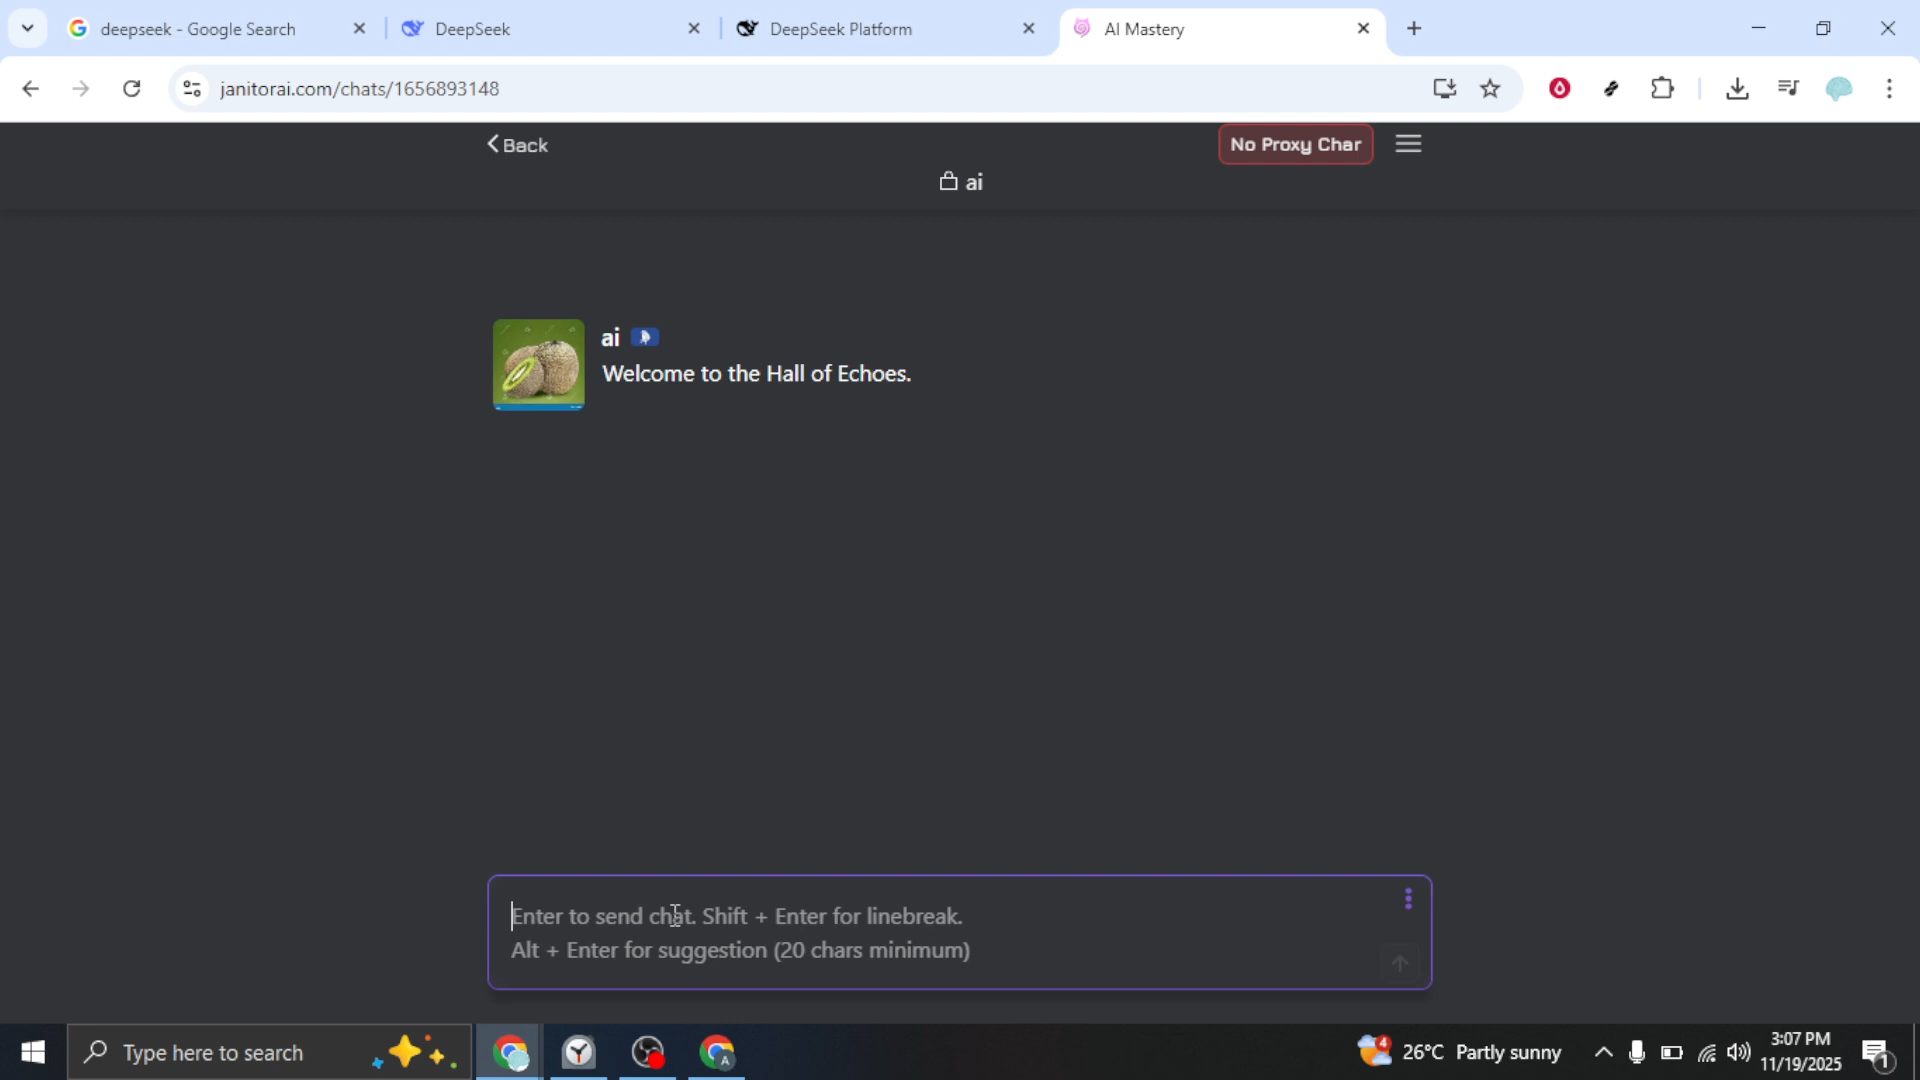 deepseek - Google Search
DeepSeek
DeepSeek Platform
AI Mastery
janitorai.com/chats/1656893148
Back
No Proxy Char
ai
ai
Welcome to the Hall of Echoes.
Enter to send chat. Shift + Enter for linebreak.
Alt + Enter for suggestion (20 chars minimum)
Type here to search
A
4
26°C Partly sunny
3:07 PM
11/19/2025
1